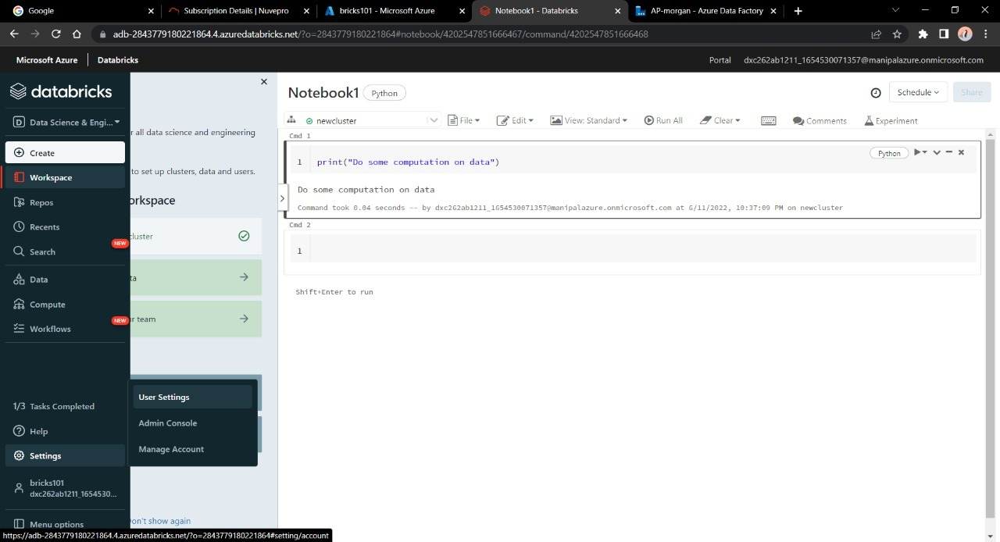 Google
Subscription Details | Nuvepro
bricks101 - Microsoft Azure
Notebook1 - Databricks
AP-morgan - Azure Data Factory
adb-2843779180221864.4.azuredatabricks.net/?o=2843779180221864#notebook/4202547851666467/command/4202547851666468
Microsoft Azure
Databricks
Portal
dxc262ab1211_1654530071357@manipalazure.onmicrosoft.com
databricks
D Data Science & Engi...
Create
Workspace
Repos
Recents
Search
NEW
Data
Compute
Workflows
NEW
1/3 Tasks Completed
Help
Settings
bricks101
dxc262ab1211_1654530...
Menu options
r all data science and engineering
to set up clusters, data and users.
orkspace
cluster
ta
r team
User Settings
Admin Console
Manage Account
on't show again
Notebook1 Python
Schedule
Share
newcluster
File
Edit
View: Standard
Run All
Clear
Comments
Experiment
Cmd 1
Python
1 print("Do some computation on data")
Do some computation on data
Command took 0.04 seconds -- by dxc262ab1211_1654530071357@manipalazure.onmicrosoft.com at 6/11/2022, 10:37:09 PM on newcluster
Cmd 2
1
Shift+Enter to run
https://adb-2843779180221864.4.azuredatabricks.net/?o=2843779180221864#setting/account